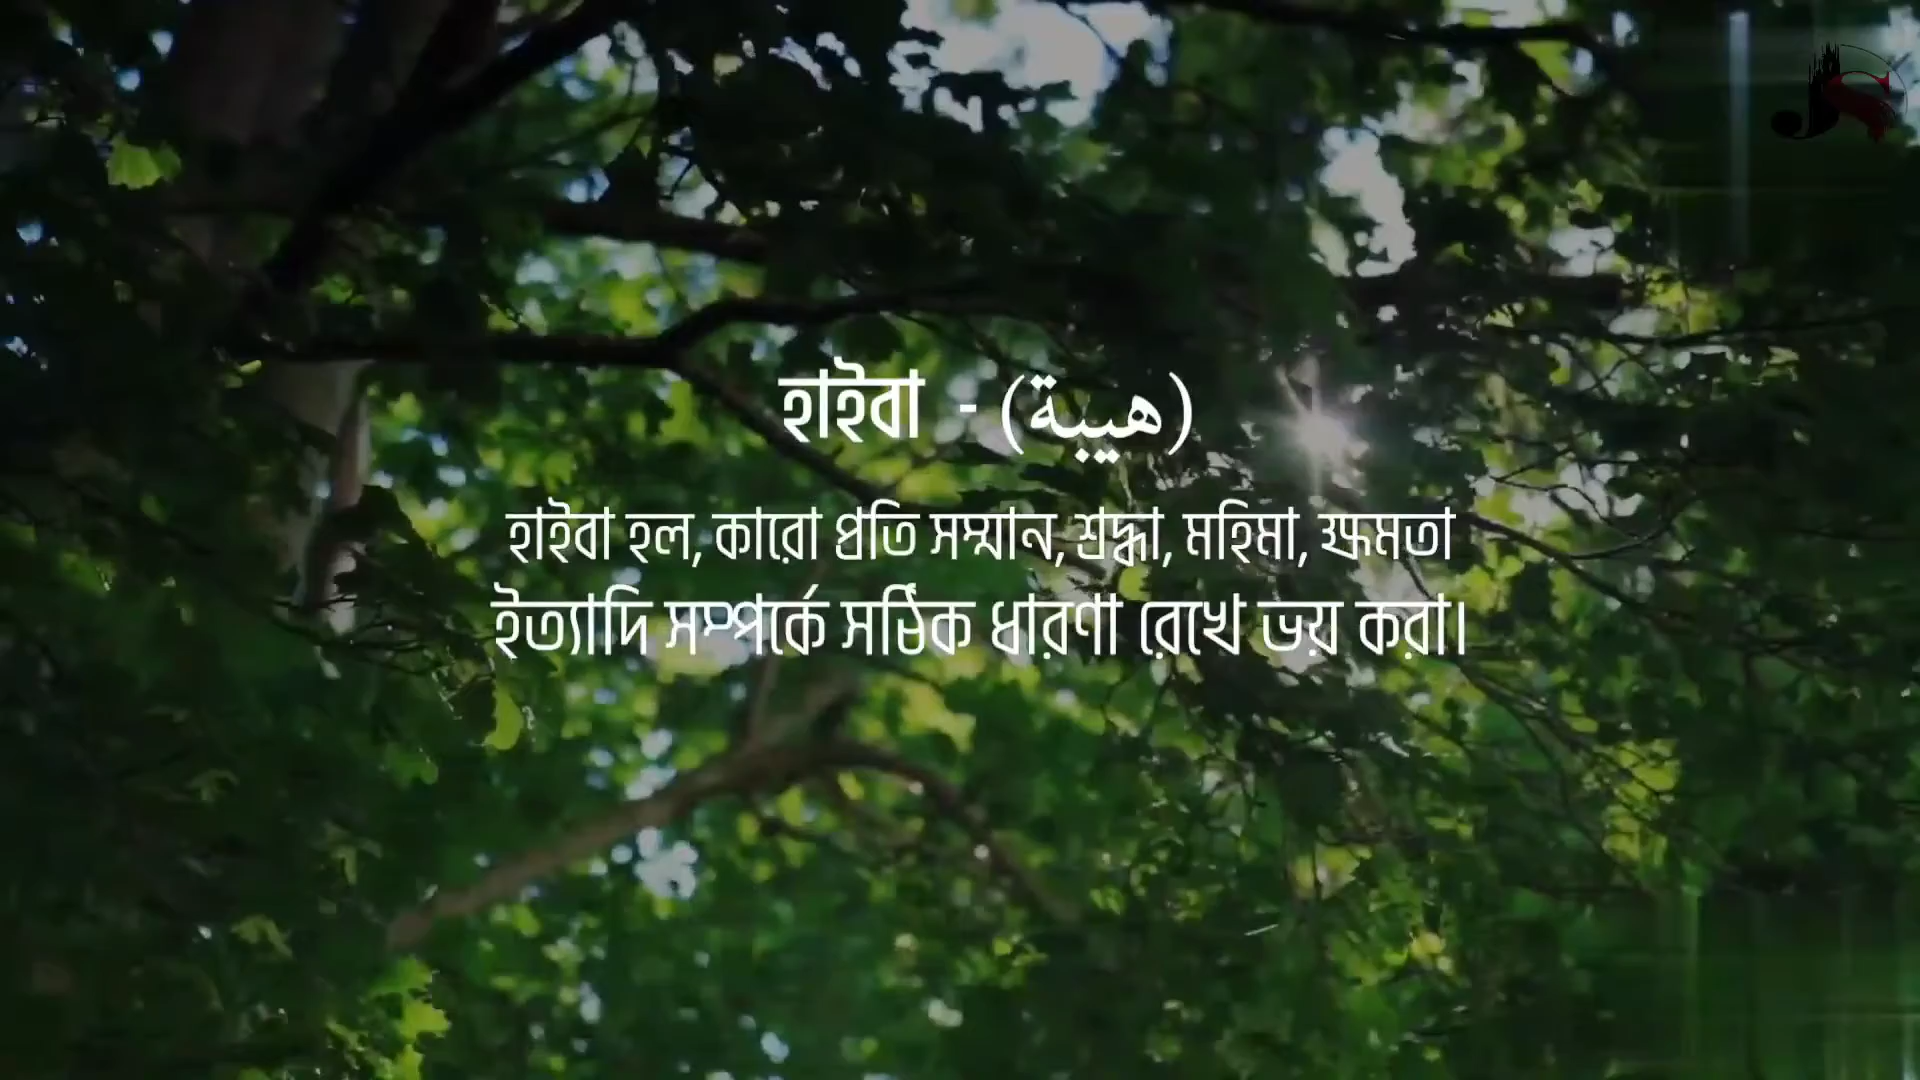 হাইবা - (هيبة)
হাইবা হল, কারো প্রতি সম্মান, শ্রদ্ধা, মহিমা, ক্ষমতা
ইত্যাদি সম্পর্কে সঠিক ধারণা রেখে ভয় করা।